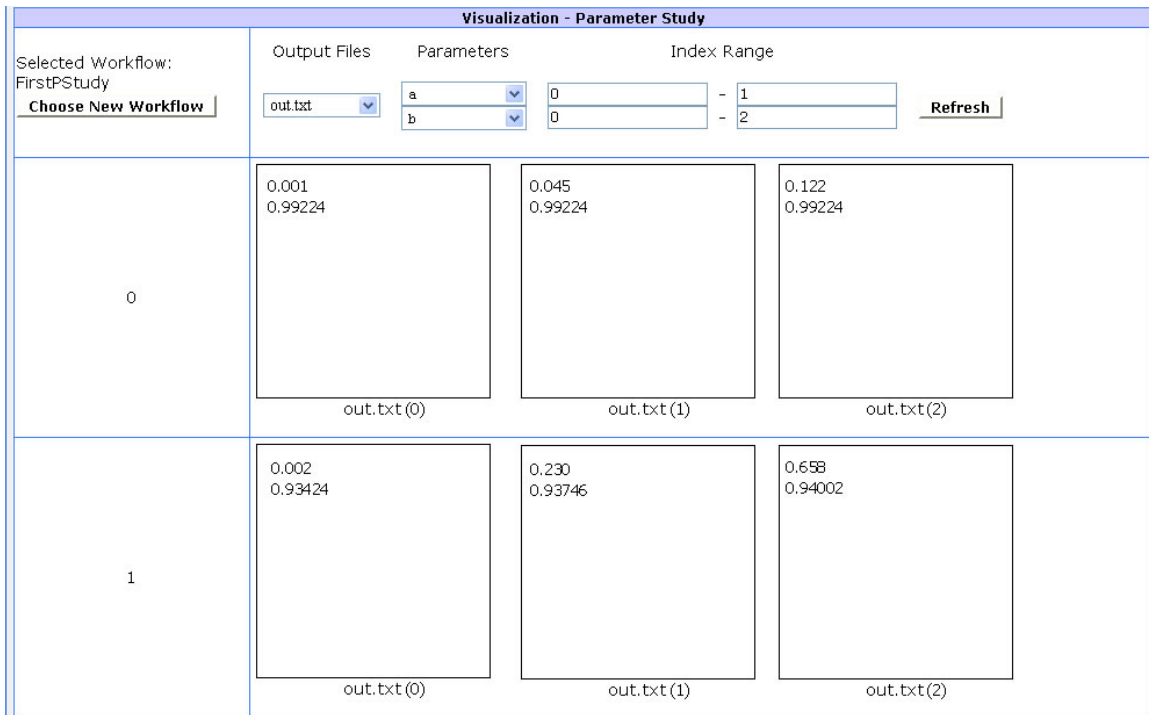 Visualization - Parameter Study
Selected Workflow:
FirstPStudy
Choose New Workflow
Output Files Parameters Index Range
out.txt
a 0 - 1
b 0 - 2
Refresh
0
0.001
0.99224
out.txt(0)
0.045
0.99224
out.txt(1)
0.122
0.99224
out.txt(2)
1
0.002
0.93424
out.txt(0)
0.230
0.93746
out.txt(1)
0.658
0.94002
out.txt(2)